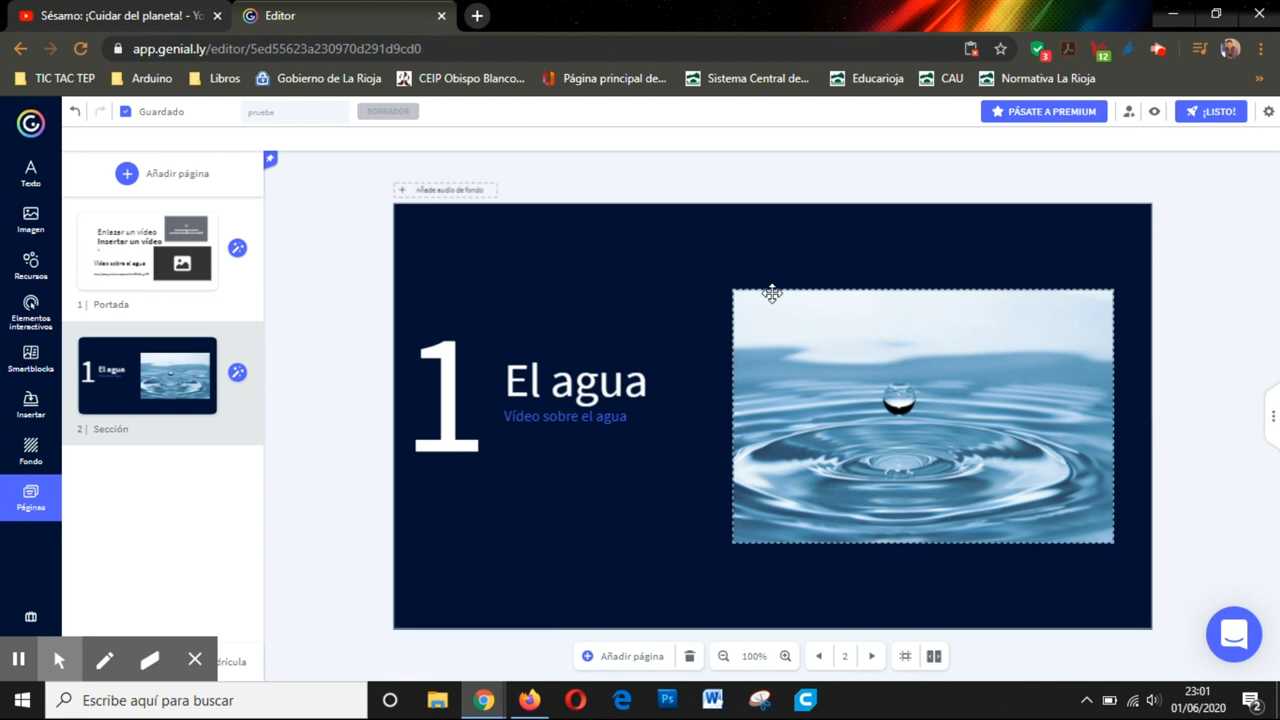 Sésamo: ¡Cuidar del planeta! - Yo
Editor
app.genial.ly/editor/5ed55623a230970d291d9cd0
3
12
TIC TAC TEP
Arduino
Libros
Gobierno de La Rioja
CEIP Obispo Blanco...
Página principal de...
Sistema Central de...
Educarioja
CAU
Normativa La Rioja
»
Guardado
prueba
BORRADOR
PÁSATE A PREMIUM
¡LISTO!
Texto
Imagen
Recursos
Elementos
interactivos
Smartblocks
Insertar
Fondo
Páginas
Añadir página
Enlazar un vídeo
Insertar un vídeo
Vídeo sobre el agua
1 | Portada
1 El agua
2 | Sección
drícula
Añade audio de fondo
1
El agua
Vídeo sobre el agua
Añadir página
100%
2
Escribe aquí para buscar
23:01
01/06/2020
2